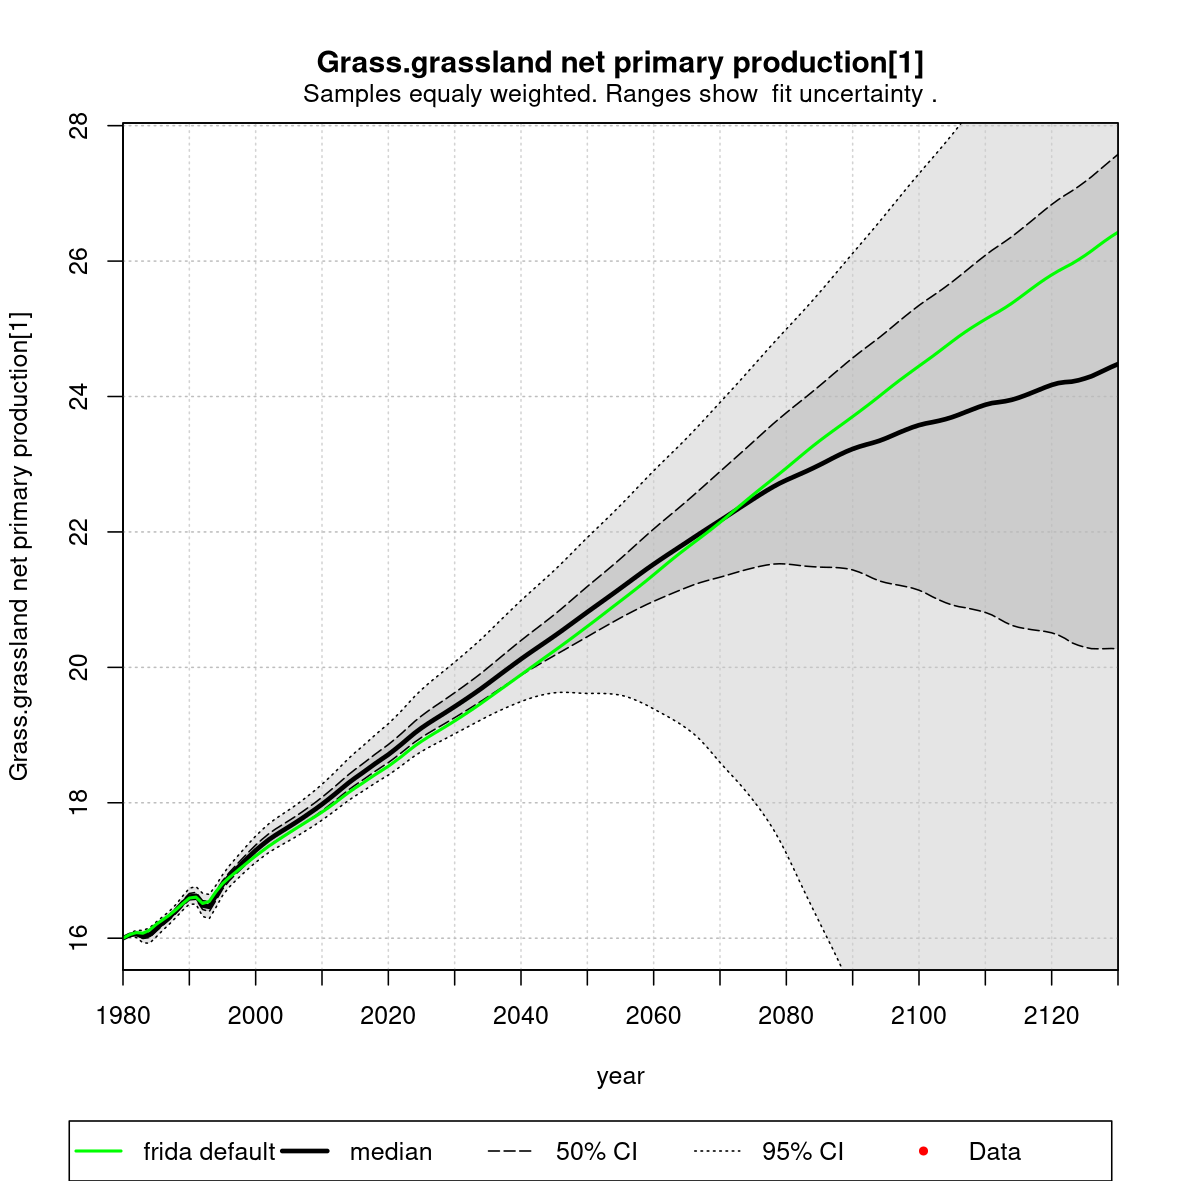 Grass.grassland net primary production[1]
Samples equaly weighted. Ranges show  fit uncertainty .
Grass.grassland net primary production[1]
28
26
24
22
20
18
16
1980 2000 2020 2040 2060 2080 2100 2120
year
frida default median 50% CI 95% CI Data